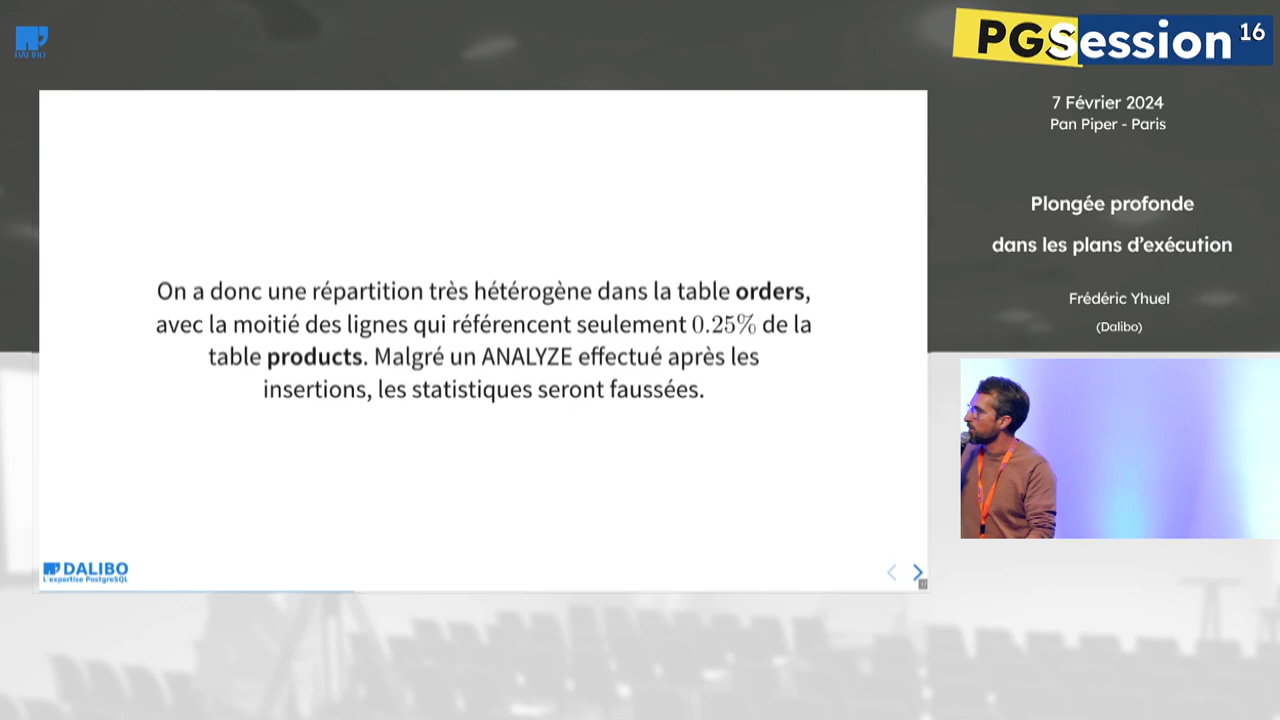 DALIBO
PGSession 16
7 Février 2024
Pan Piper - Paris
Plongée profonde
dans les plans d’exécution
Frédéric Yhuel
(Dalibo)
On a donc une répartition très hétérogène dans la table orders,
avec la moitié des lignes qui référencent seulement 0.25% de la
table products. Malgré un ANALYZE effectué après les
insertions, les statistiques seront faussées.
DALIBO
L'expertise PostgreSQL